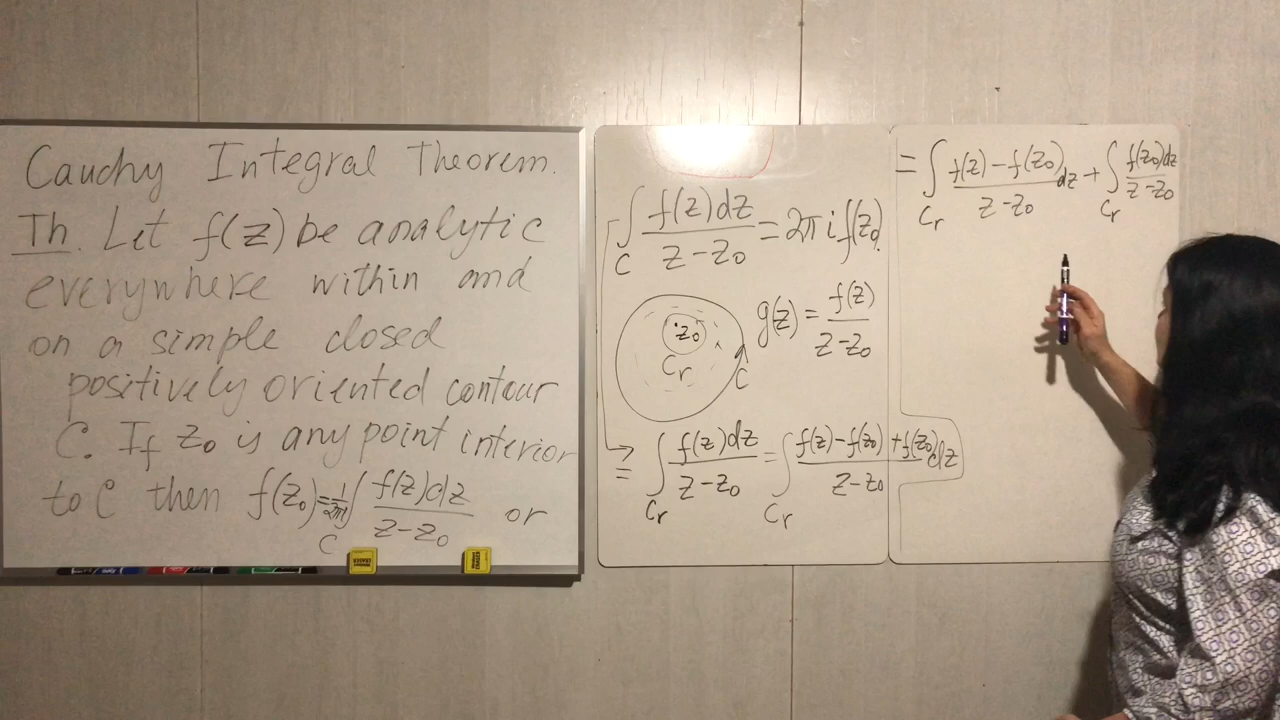 Cauchy Integral Theorem.
Th. Let f(z) be analytic
everywhere within and
on a simple closed
positively oriented contour
C. If z₀ is any point interior
to C then f(z₀) = 1/(2πi) ∫_C f(z)dz/(z-z₀) or
∫_C f(z)dz/(z-z₀) = 2πi f(z₀).
z₀
C_r
C
g(z) = f(z)/(z-z₀)
= ∫_{C_r} f(z)dz/(z-z₀) = ∫_{C_r} (f(z)-f(z₀)+f(z₀))/(z-z₀) dz
= ∫_{C_r} (f(z)-f(z₀))/(z-z₀) dz + ∫_{C_r} f(z₀)dz/(z-z₀)